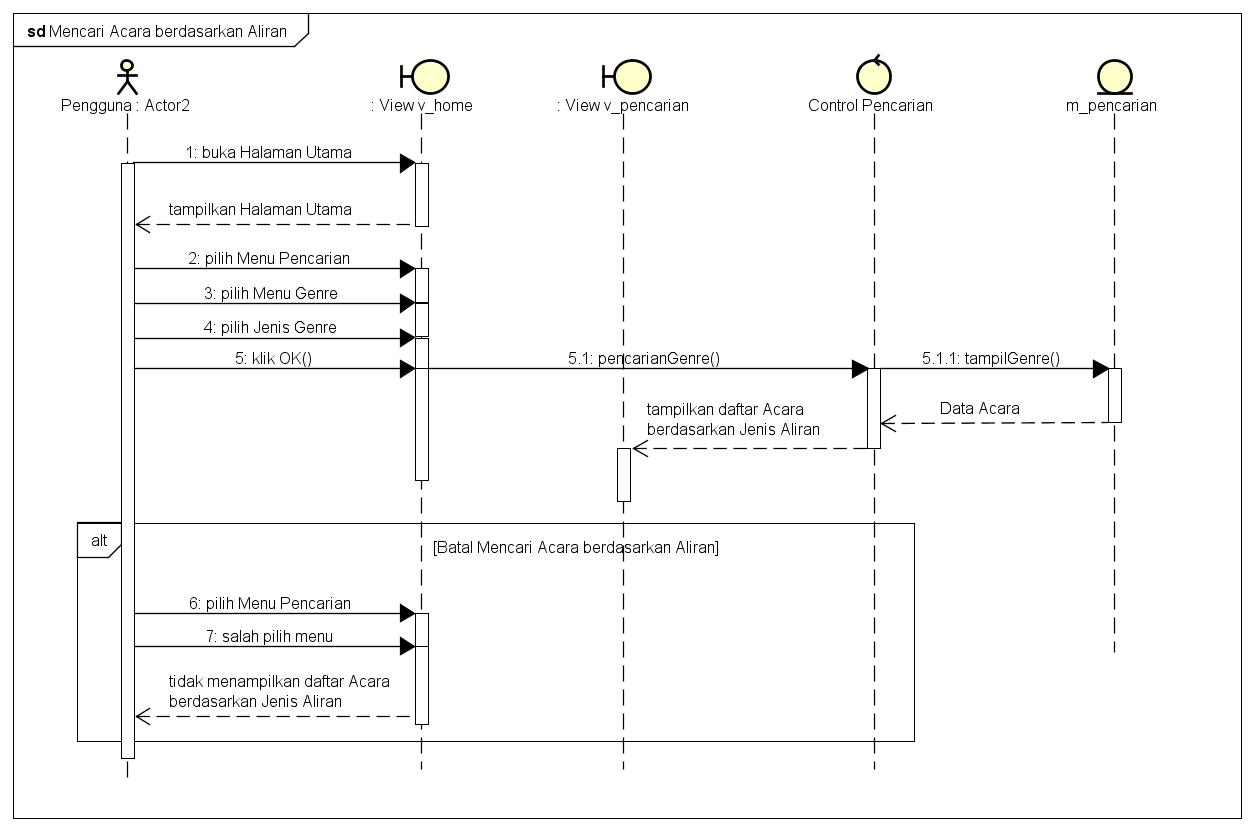 sd Mencari Acara berdasarkan Aliran
Pengguna : Actor2
: View v_home
: View v_pencarian
Control Pencarian
m_pencarian
1: buka Halaman Utama
tampilkan Halaman Utama
2: pilih Menu Pencarian
3: pilih Menu Genre
4: pilih Jenis Genre
5: klik OK()
5.1: pencarianGenre()
5.1.1: tampilGenre()
Data Acara
tampilkan daftar Acara
berdasarkan Jenis Aliran
alt
[Batal Mencari Acara berdasarkan Aliran]
6: pilih Menu Pencarian
7: salah pilih menu
tidak menampilkan daftar Acara
berdasarkan Jenis Aliran